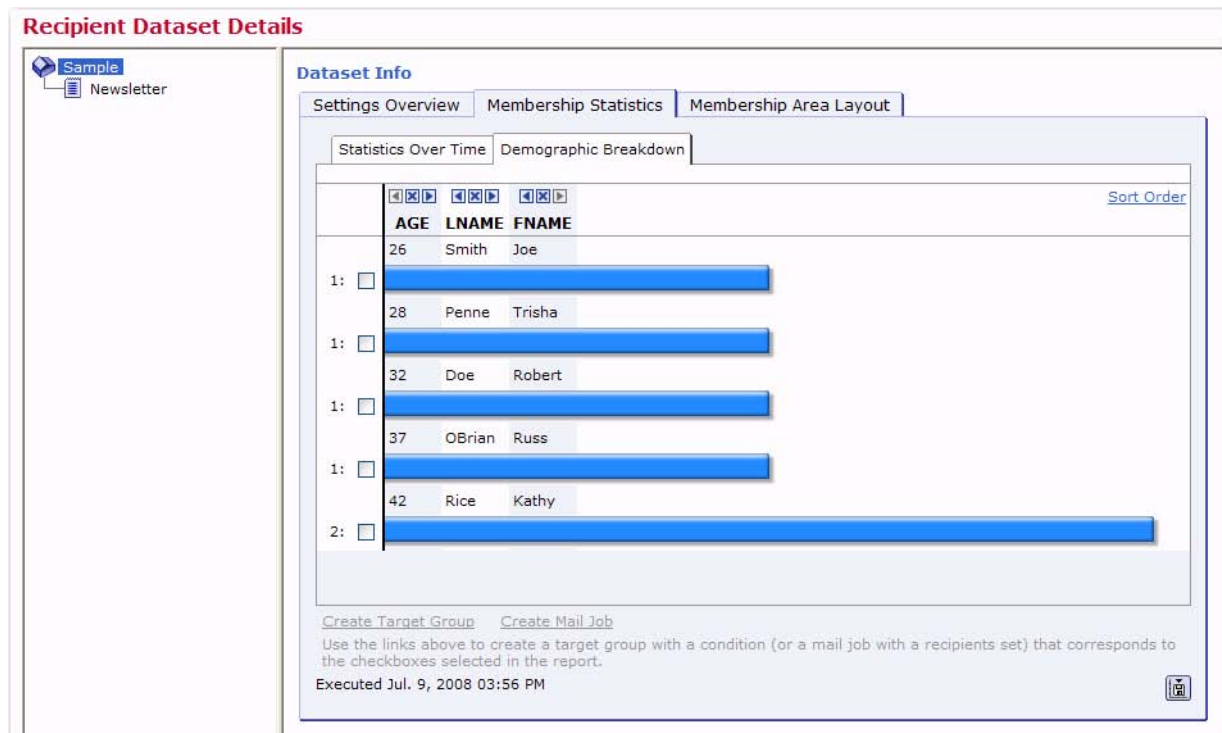 Recipient Dataset Details
Sample
Newsletter
Dataset Info
Settings Overview Membership Statistics Membership Area Layout
Statistics Over Time Demographic Breakdown
Sort Order
AGE LNAME FNAME
26 Smith Joe
1:
28 Penne Trisha
1:
32 Doe Robert
1:
37 OBrian Russ
1:
42 Rice Kathy
2:
Create Target Group Create Mail Job
Use the links above to create a target group with a condition (or a mail job with a recipients set) that corresponds to
the checkboxes selected in the report.
Executed Jul. 9, 2008 03:56 PM